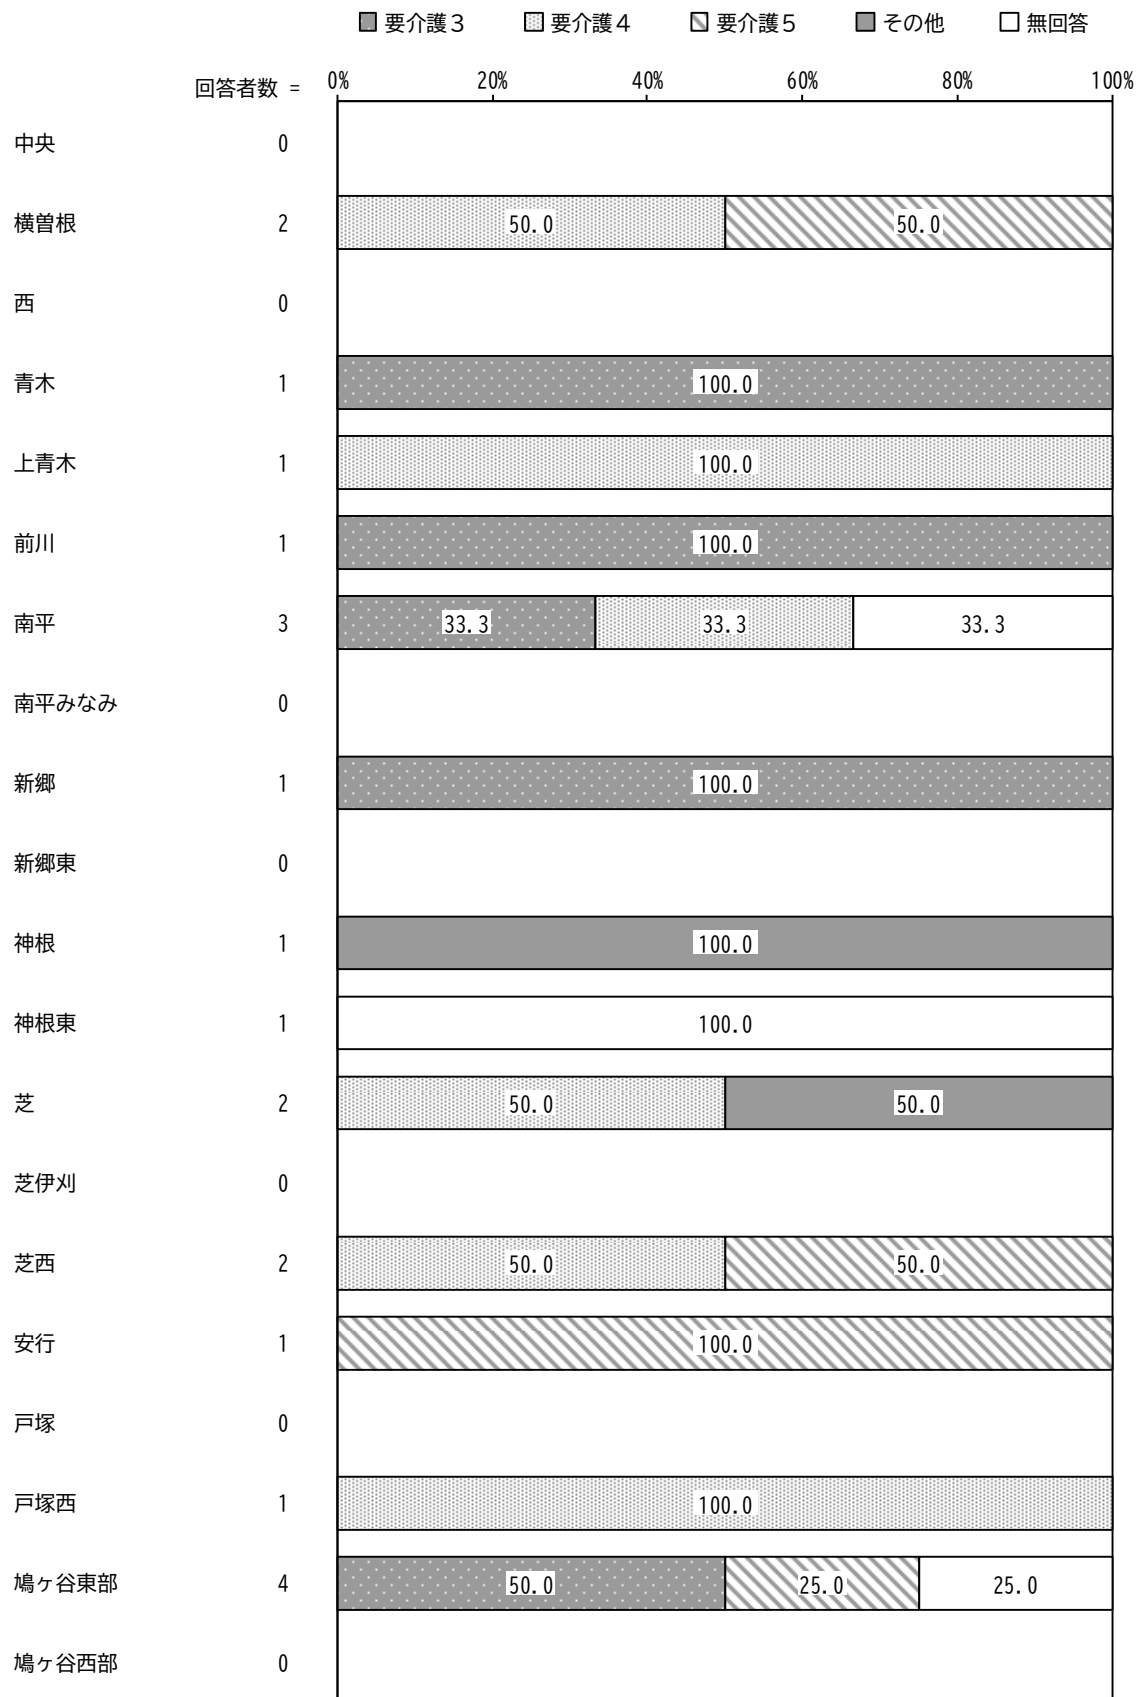 要介護３ 要介護４ 要介護５ その他 無回答
回答者数 = 0% 20% 40% 60% 80% 100%
中央 0
横曽根 2 50.0 50.0
西 0
青木 1 100.0
上青木 1 100.0
前川 1 100.0
南平 3 33.3 33.3 33.3
南平みなみ 0
新郷 1 100.0
新郷東 0
神根 1 100.0
神根東 1 100.0
芝 2 50.0 50.0
芝伊刈 0
芝西 2 50.0 50.0
安行 1 100.0
戸塚 0
戸塚西 1 100.0
鳩ヶ谷東部 4 50.0 25.0 25.0
鳩ヶ谷西部 0